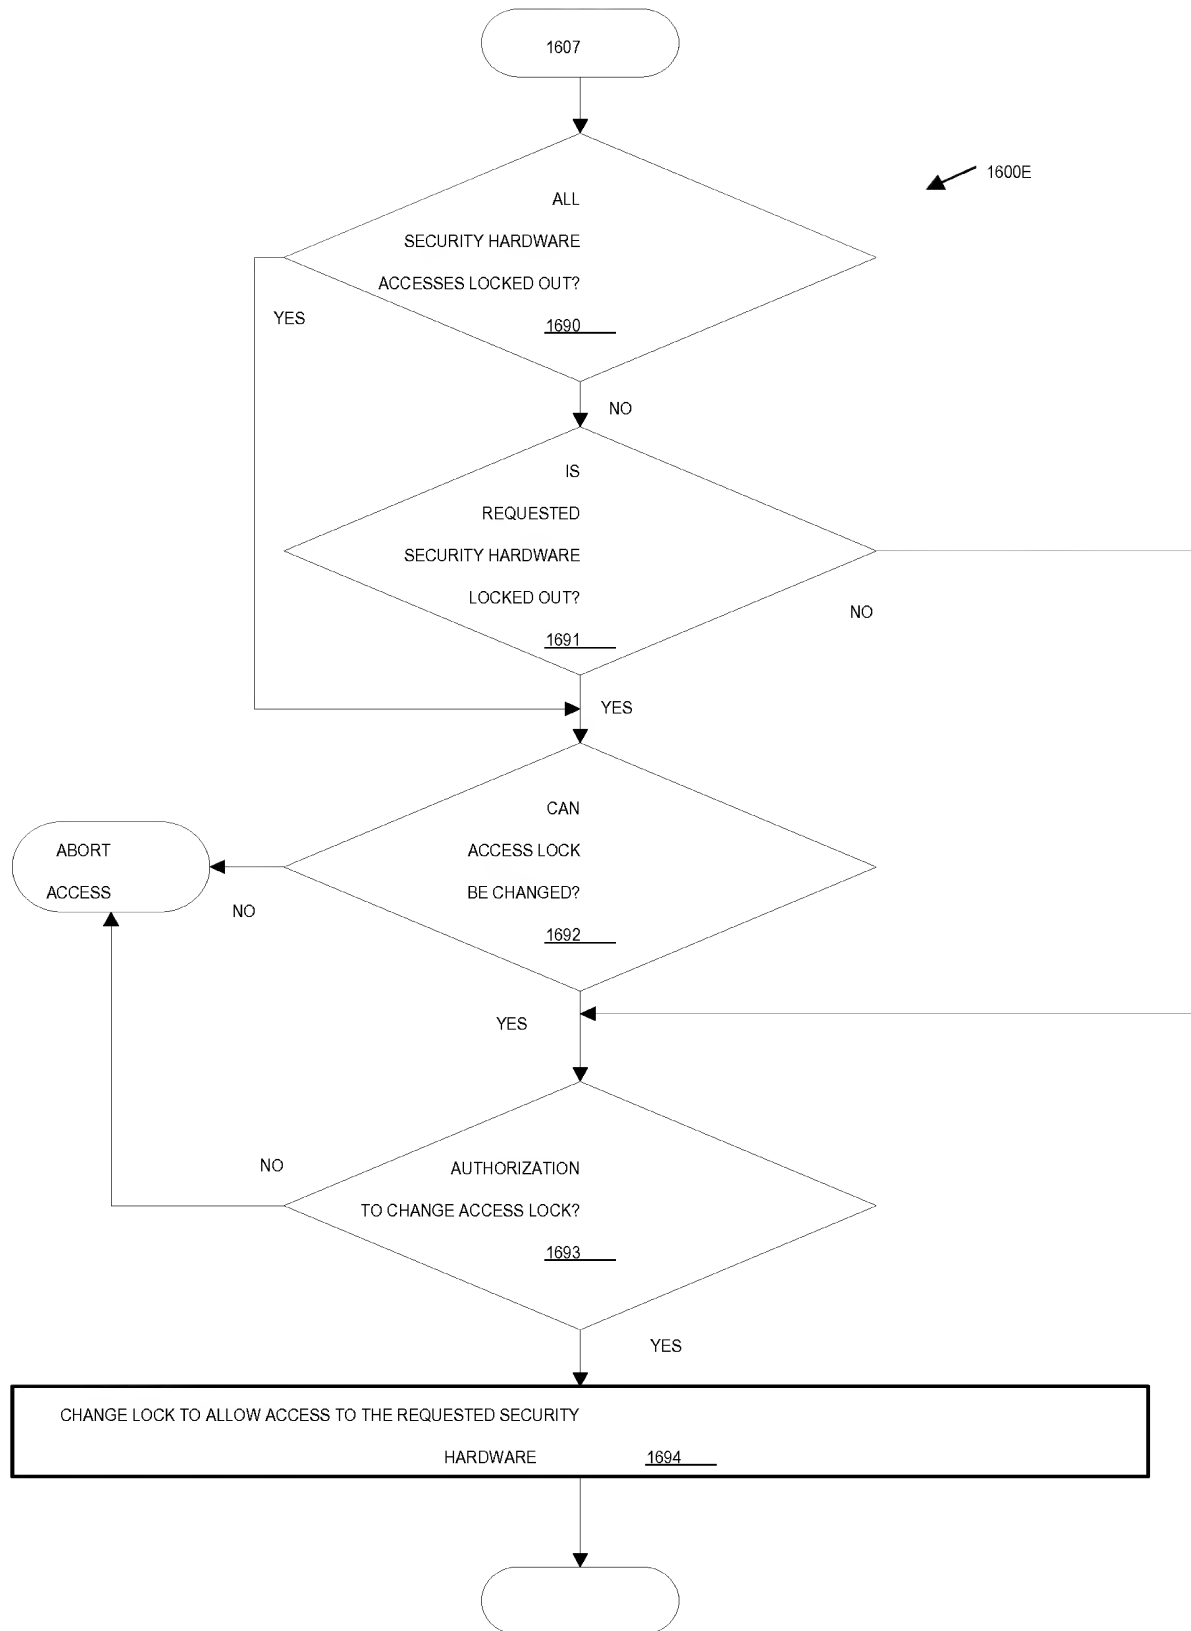 1607
1600E
ALL
SECURITY HARDWARE
ACCESSES LOCKED OUT?
1690
YES
NO
IS
REQUESTED
SECURITY HARDWARE
LOCKED OUT?
1691
NO
YES
CAN
ACCESS LOCK
BE CHANGED?
1692
ABORT
ACCESS
NO
YES
NO
AUTHORIZATION
TO CHANGE ACCESS LOCK?
1693
YES
CHANGE LOCK TO ALLOW ACCESS TO THE REQUESTED SECURITY
HARDWARE 1694